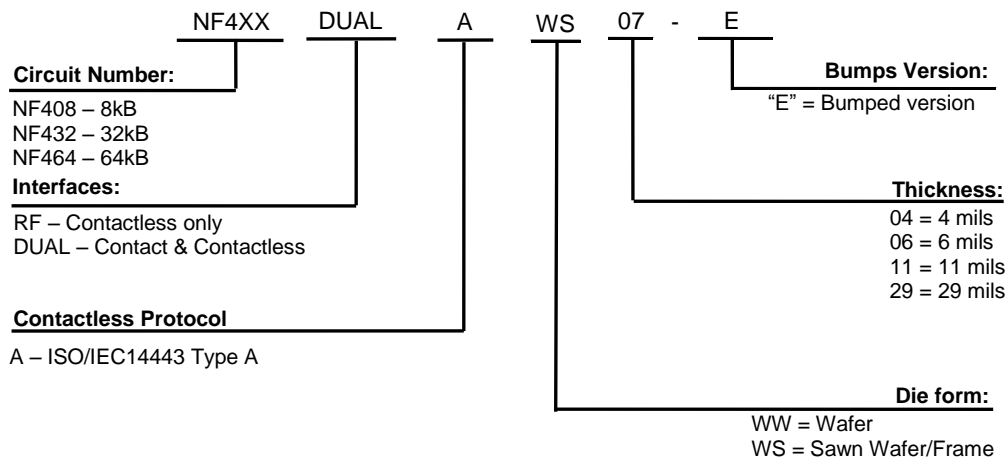 NF4XX DUAL A WS 07 - E
Circuit Number:
NF408 – 8kB
NF432 – 32kB
NF464 – 64kB
Interfaces:
RF – Contactless only
DUAL – Contact & Contactless
Contactless Protocol
A – ISO/IEC14443 Type A
Bumps Version:
“E” = Bumped version
Thickness:
04 = 4 mils
06 = 6 mils
11 = 11 mils
29 = 29 mils
Die form:
WW = Wafer
WS = Sawn Wafer/Frame